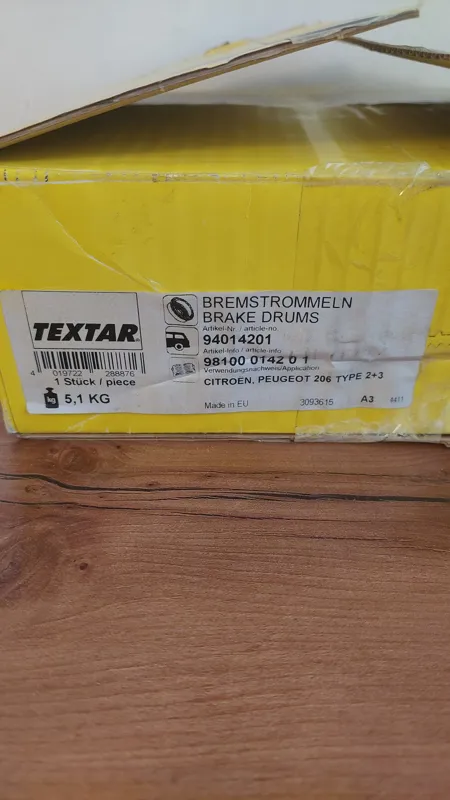 TEXTAR
4 019722 288876
1 Stück / piece
kg
5,1 KG
BREMSTROMMELN
BRAKE DRUMS
Artikel-Nr. / article-no.
94014201
Artikel-Info / article-info
98100 0142 0 1
Verwendungsnachweis/Application
CITROEN, PEUGEOT 206 TYPE 2+3
Made in EU 3093615 A3